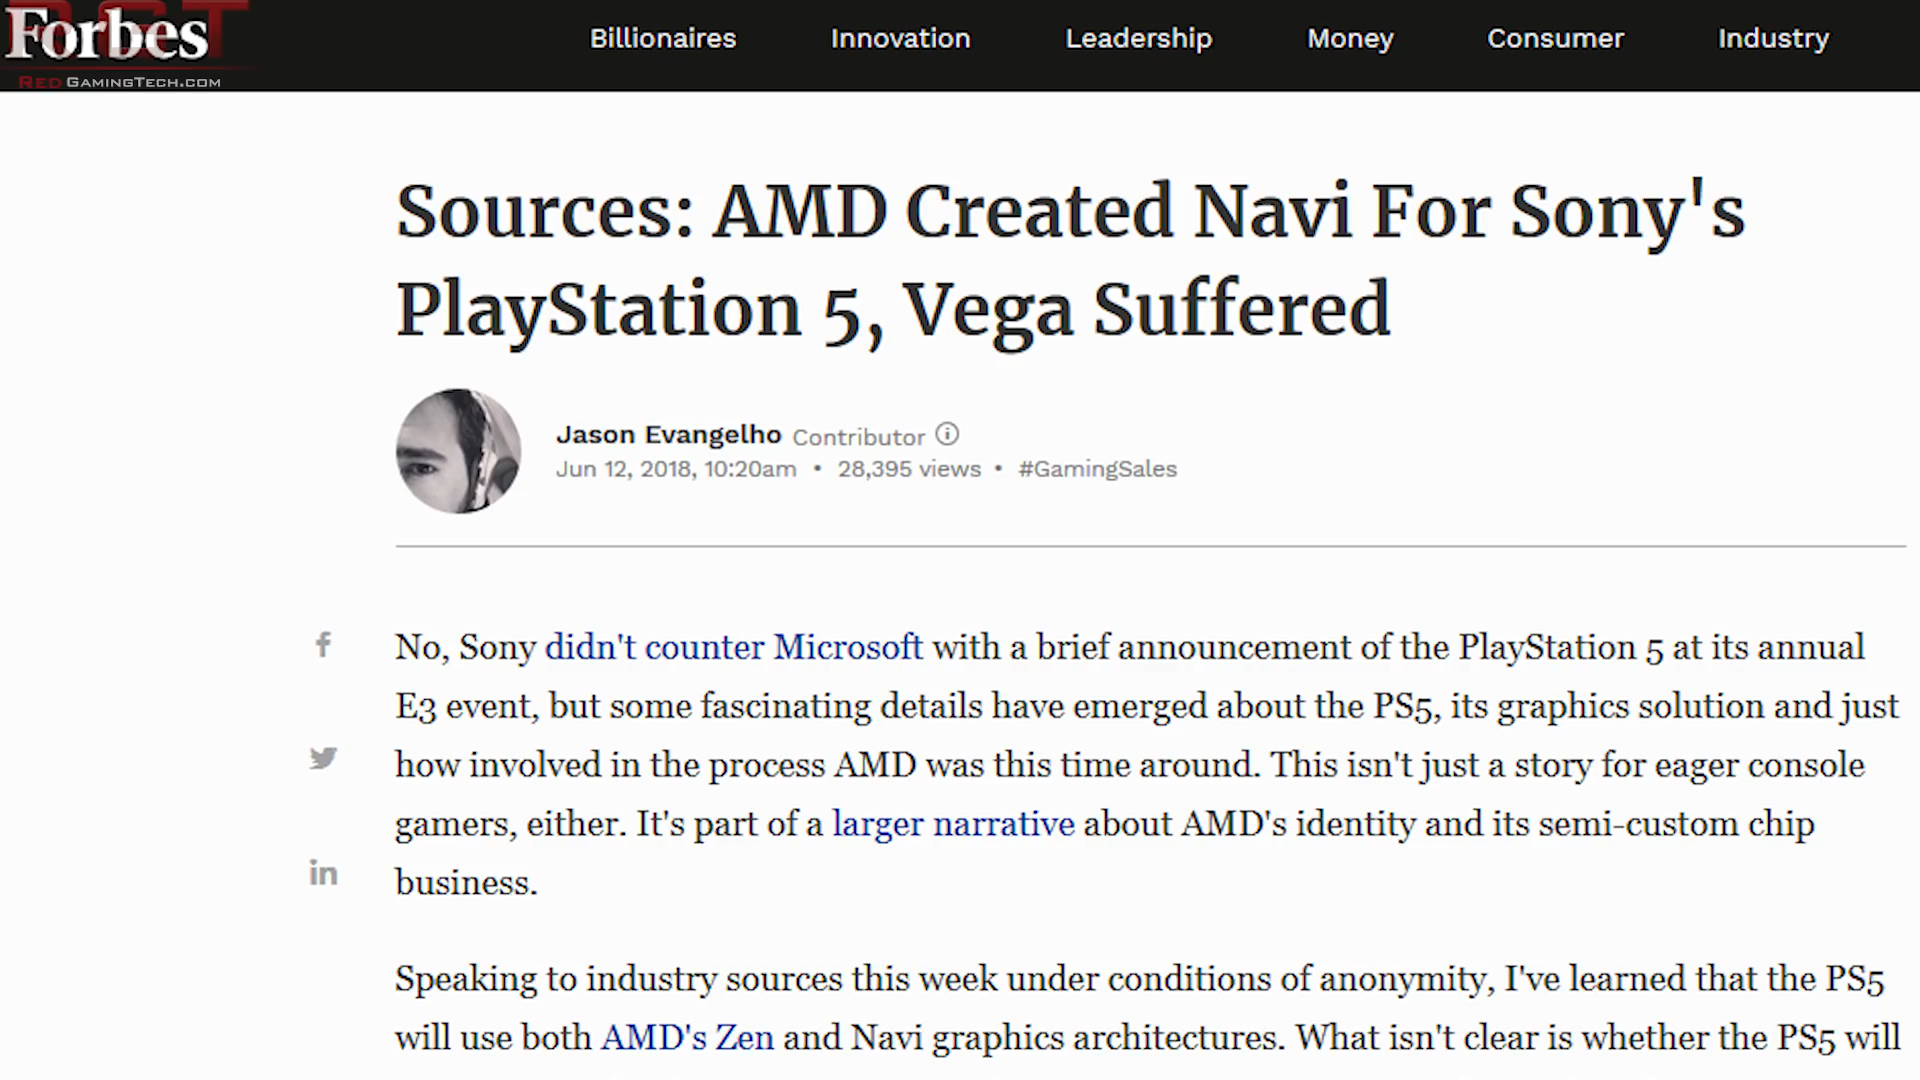 Forbes
RedGamingTech.com
Billionaires Innovation Leadership Money Consumer Industry
Sources: AMD Created Navi For Sony's
PlayStation 5, Vega Suffered
Jason Evangelho Contributor
Jun 12, 2018, 10:20am • 28,395 views • #GamingSales
No, Sony didn't counter Microsoft with a brief announcement of the PlayStation 5 at its annual
E3 event, but some fascinating details have emerged about the PS5, its graphics solution and just
how involved in the process AMD was this time around. This isn't just a story for eager console
gamers, either. It's part of a larger narrative about AMD's identity and its semi-custom chip
business.
Speaking to industry sources this week under conditions of anonymity, I've learned that the PS5
will use both AMD's Zen and Navi graphics architectures. What isn't clear is whether the PS5 will